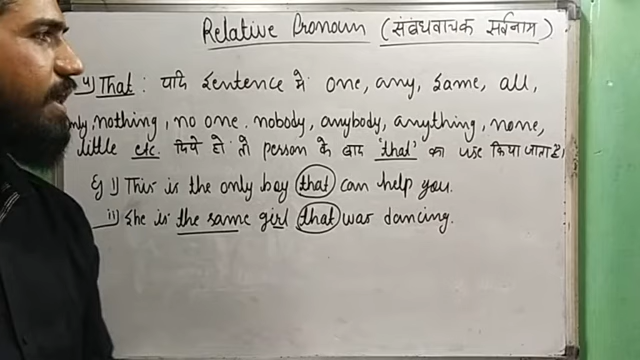 Relative Pronoun (संबंधवाचक सर्वनाम)
4) That : यदि sentence में one, any, same, all,
only, nothing, no one. nobody, anybody, anything, none,
little etc. दिये हो तो person के बाद 'that' का use किया जाता है।
Eg 1) This is the only boy that can help you.
ii) She is the same girl that was dancing.